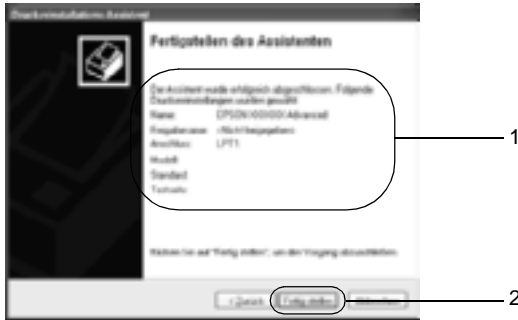 Druckerinstallations-Assistent
Fertigstellen des Assistenten
Der Assistent wurde erfolgreich abgeschlossen. Folgende
Druckereinstellungen wurden gewählt:
Name: EPSON XXXXXX Advanced
Freigabename: <Nicht freigegeben>
Anschluss: LPT1:
Modell:
Standard:
Testseite:
1
Klicken Sie auf "Fertig stellen", um den Vorgang abzuschließen.
< Zurück Fertig stellen Abbrechen
2